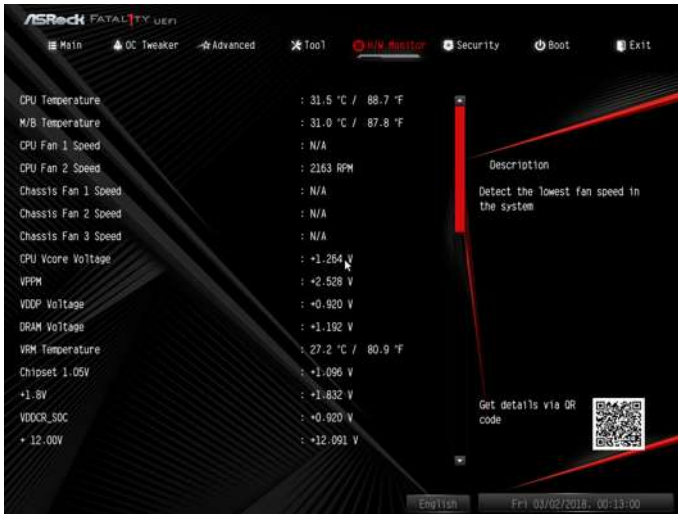 ASRock FATAL1TY UEFI
Main OC Tweaker Advanced Tool H/W Monitor Security Boot Exit
CPU Temperature : 31.5 °C / 88.7 °F
M/B Temperature : 31.0 °C / 87.8 °F
CPU Fan 1 Speed : N/A
CPU Fan 2 Speed : 2163 RPM
Chassis Fan 1 Speed : N/A
Chassis Fan 2 Speed : N/A
Chassis Fan 3 Speed : N/A
CPU Vcore Voltage : +1.264 V
VPPM : +2.528 V
VDDP Voltage : +0.920 V
DRAM Voltage : +1.192 V
VRM Temperature : 27.2 °C / 80.9 °F
Chipset 1.05V : +1.096 V
+1.8V : +1.832 V
VDDCR_SOC : +0.920 V
+ 12.00V : +12.091 V
Description
Detect the lowest fan speed in
the system
Get details via QR
code
English Fri 03/02/2018, 00:13:00